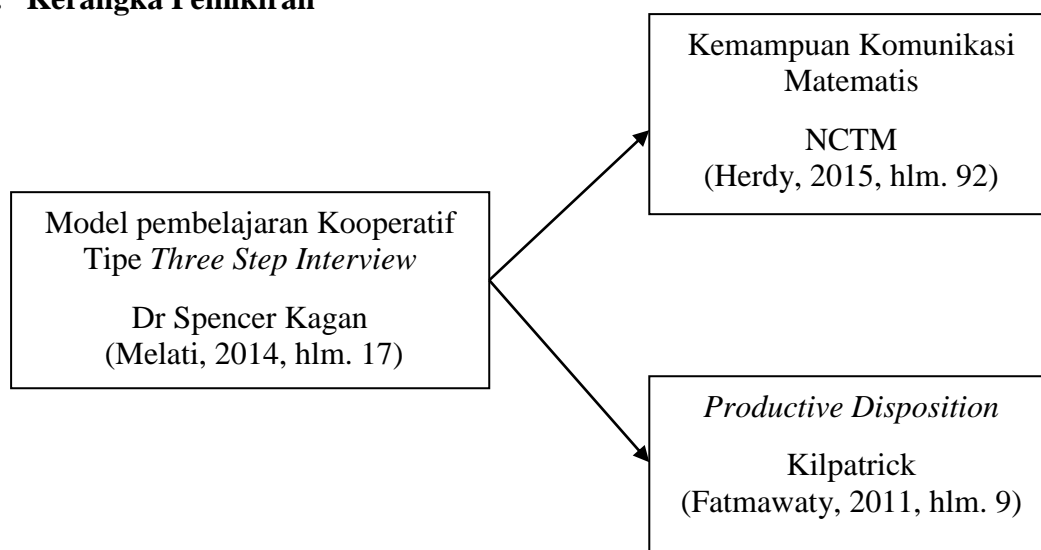 . Kerangka Pemikiran
Kemampuan Komunikasi
Matematis
NCTM
(Herdy, 2015, hlm. 92)
Model pembelajaran Kooperatif
Tipe Three Step Interview
Dr Spencer Kagan
(Melati, 2014, hlm. 17)
Productive Disposition
Kilpatrick
(Fatmawaty, 2011, hlm. 9)